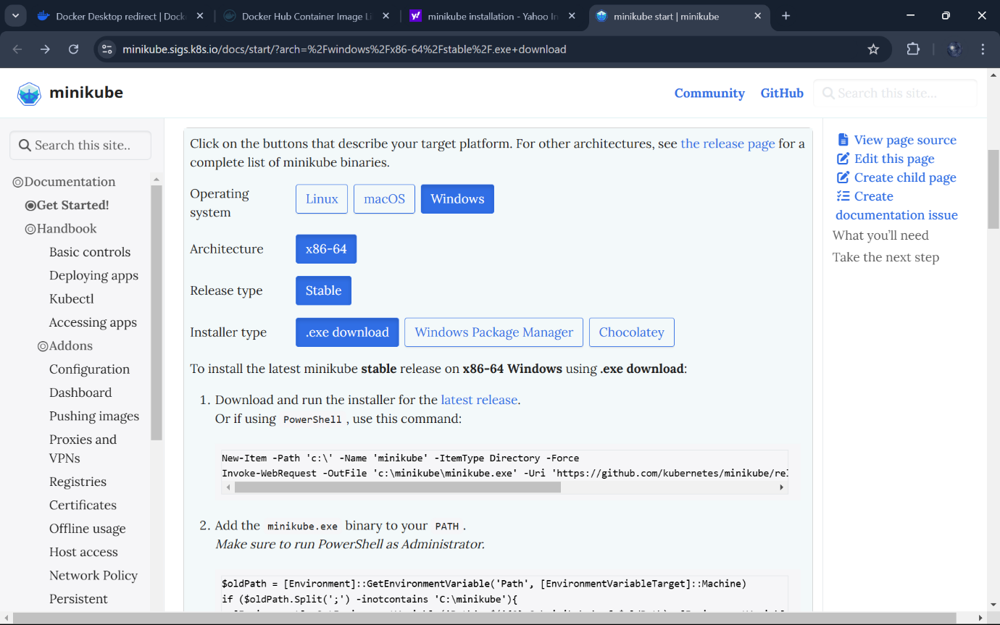 Docker Desktop redirect | Dock
Docker Hub Container Image Li
minikube installation - Yahoo In
minikube start | minikube
minikube.sigs.k8s.io/docs/start/?arch=%2Fwindows%2Fx86-64%2Fstable%2F.exe+download
minikube
Community
GitHub
Search this site...
Search this site..
Documentation
Get Started!
Handbook
Basic controls
Deploying apps
Kubectl
Accessing apps
Addons
Configuration
Dashboard
Pushing images
Proxies and
VPNs
Registries
Certificates
Offline usage
Host access
Network Policy
Persistent
Click on the buttons that describe your target platform. For other architectures, see the release page for a
complete list of minikube binaries.
Operating
system
Linux
macOS
Windows
Architecture
x86-64
Release type
Stable
Installer type
.exe download
Windows Package Manager
Chocolatey
To install the latest minikube stable release on x86-64 Windows using .exe download:
1. Download and run the installer for the latest release.
Or if using PowerShell , use this command:
New-Item -Path 'c:\' -Name 'minikube' -ItemType Directory -Force
Invoke-WebRequest -OutFile 'c:\minikube\minikube.exe' -Uri 'https://github.com/kubernetes/minikube/rel
2. Add the minikube.exe binary to your PATH .
Make sure to run PowerShell as Administrator.
$oldPath = [Environment]::GetEnvironmentVariable('Path', [EnvironmentVariableTarget]::Machine)
if ($oldPath.Split(';') -inotcontains 'C:\minikube'){
View page source
Edit this page
Create child page
Create
documentation issue
What you'll need
Take the next step